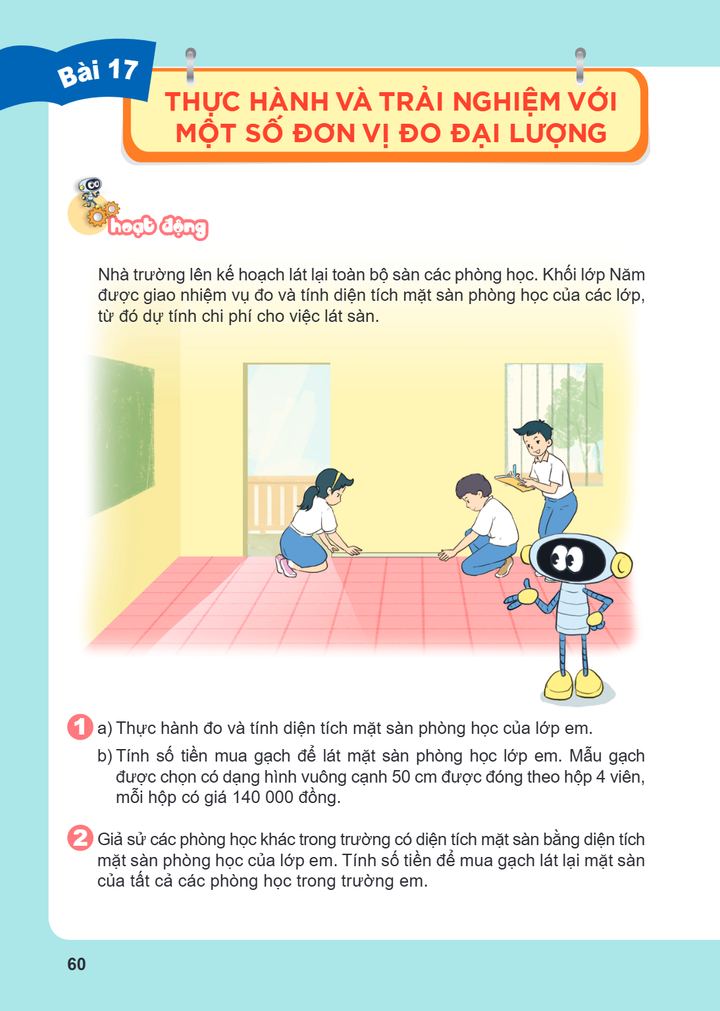 Bài 17
THỰC HÀNH VÀ TRẢI NGHIỆM VỚI
MỘT SỐ ĐƠN VỊ ĐO ĐẠI LƯỢNG
hoạt động
Nhà trường lên kế hoạch lát lại toàn bộ sàn các phòng học. Khối lớp Năm
được giao nhiệm vụ đo và tính diện tích mặt sàn phòng học của các lớp,
từ đó dự tính chi phí cho việc lát sàn.
1 a) Thực hành đo và tính diện tích mặt sàn phòng học của lớp em.
b) Tính số tiền mua gạch để lát mặt sàn phòng học lớp em. Mẫu gạch
được chọn có dạng hình vuông cạnh 50 cm được đóng theo hộp 4 viên,
mỗi hộp có giá 140 000 đồng.
2 Giả sử các phòng học khác trong trường có diện tích mặt sàn bằng diện tích
mặt sàn phòng học của lớp em. Tính số tiền để mua gạch lát lại mặt sàn
của tất cả các phòng học trong trường em.
60